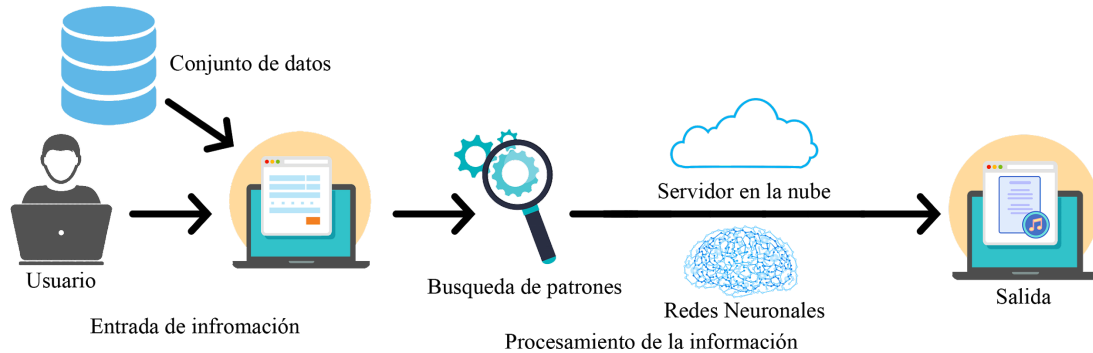 Conjunto de datos
Usuario
Entrada de infromación
Busqueda de patrones
Servidor en la nube
Redes Neuronales
Procesamiento de la información
Salida